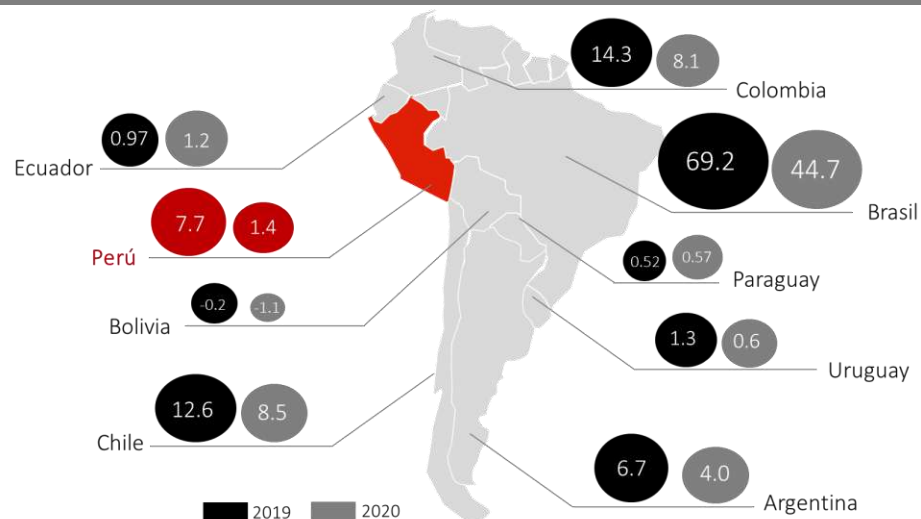 14.3 8.1
Colombia
0.97 1.2
Ecuador
69.2 44.7
Brasil
7.7 1.4
Perú
0.52 0.57
Paraguay
-0.2 -1.1
Bolivia
1.3 0.6
Uruguay
12.6 8.5
Chile
6.7 4.0
Argentina
2019 2020